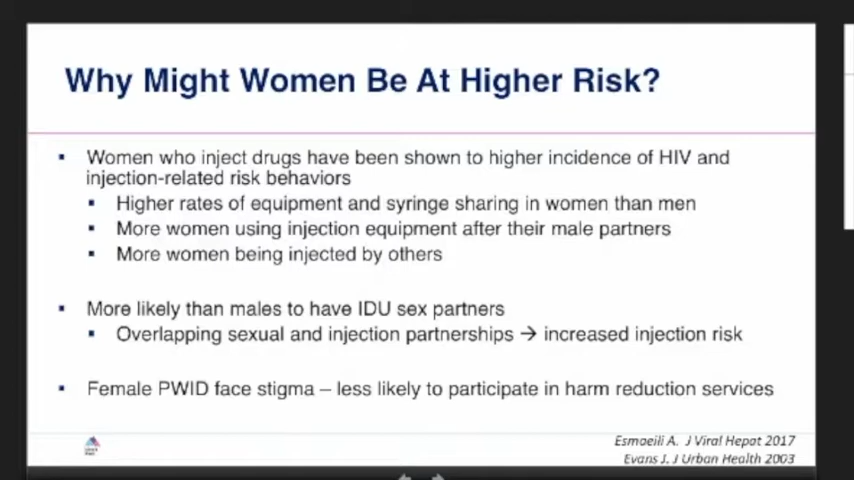 Why Might Women Be At Higher Risk?
▪ Women who inject drugs have been shown to higher incidence of HIV and
injection-related risk behaviors
▪ Higher rates of equipment and syringe sharing in women than men
▪ More women using injection equipment after their male partners
▪ More women being injected by others
▪ More likely than males to have IDU sex partners
▪ Overlapping sexual and injection partnerships → increased injection risk
▪ Female PWID face stigma – less likely to participate in harm reduction services
Esmaeili A. J Viral Hepat 2017
Evans J. J Urban Health 2003